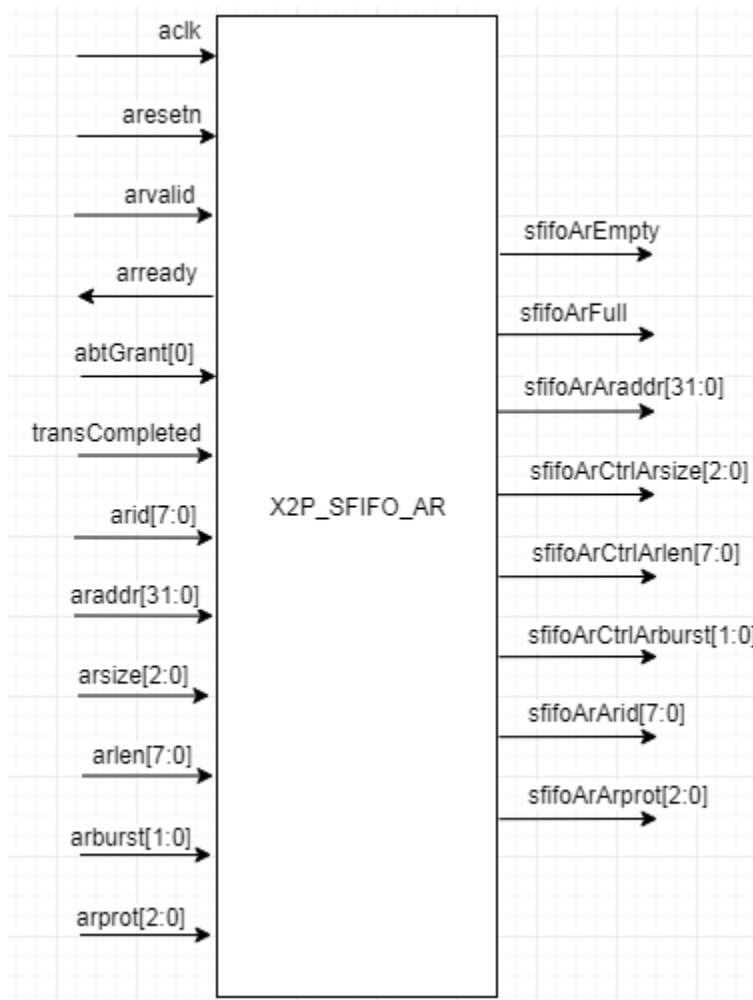 aclk
aresetn
arvalid
arready
abtGrant[0]
transCompleted
arid[7:0]
araddr[31:0]
arsize[2:0]
arlen[7:0]
arburst[1:0]
arprot[2:0]
X2P_SFIFO_AR
sfifoArEmpty
sfifoArFull
sfifoArAraddr[31:0]
sfifoArCtrlArsize[2:0]
sfifoArCtrlArlen[7:0]
sfifoArCtrlArburst[1:0]
sfifoArArid[7:0]
sfifoArArprot[2:0]